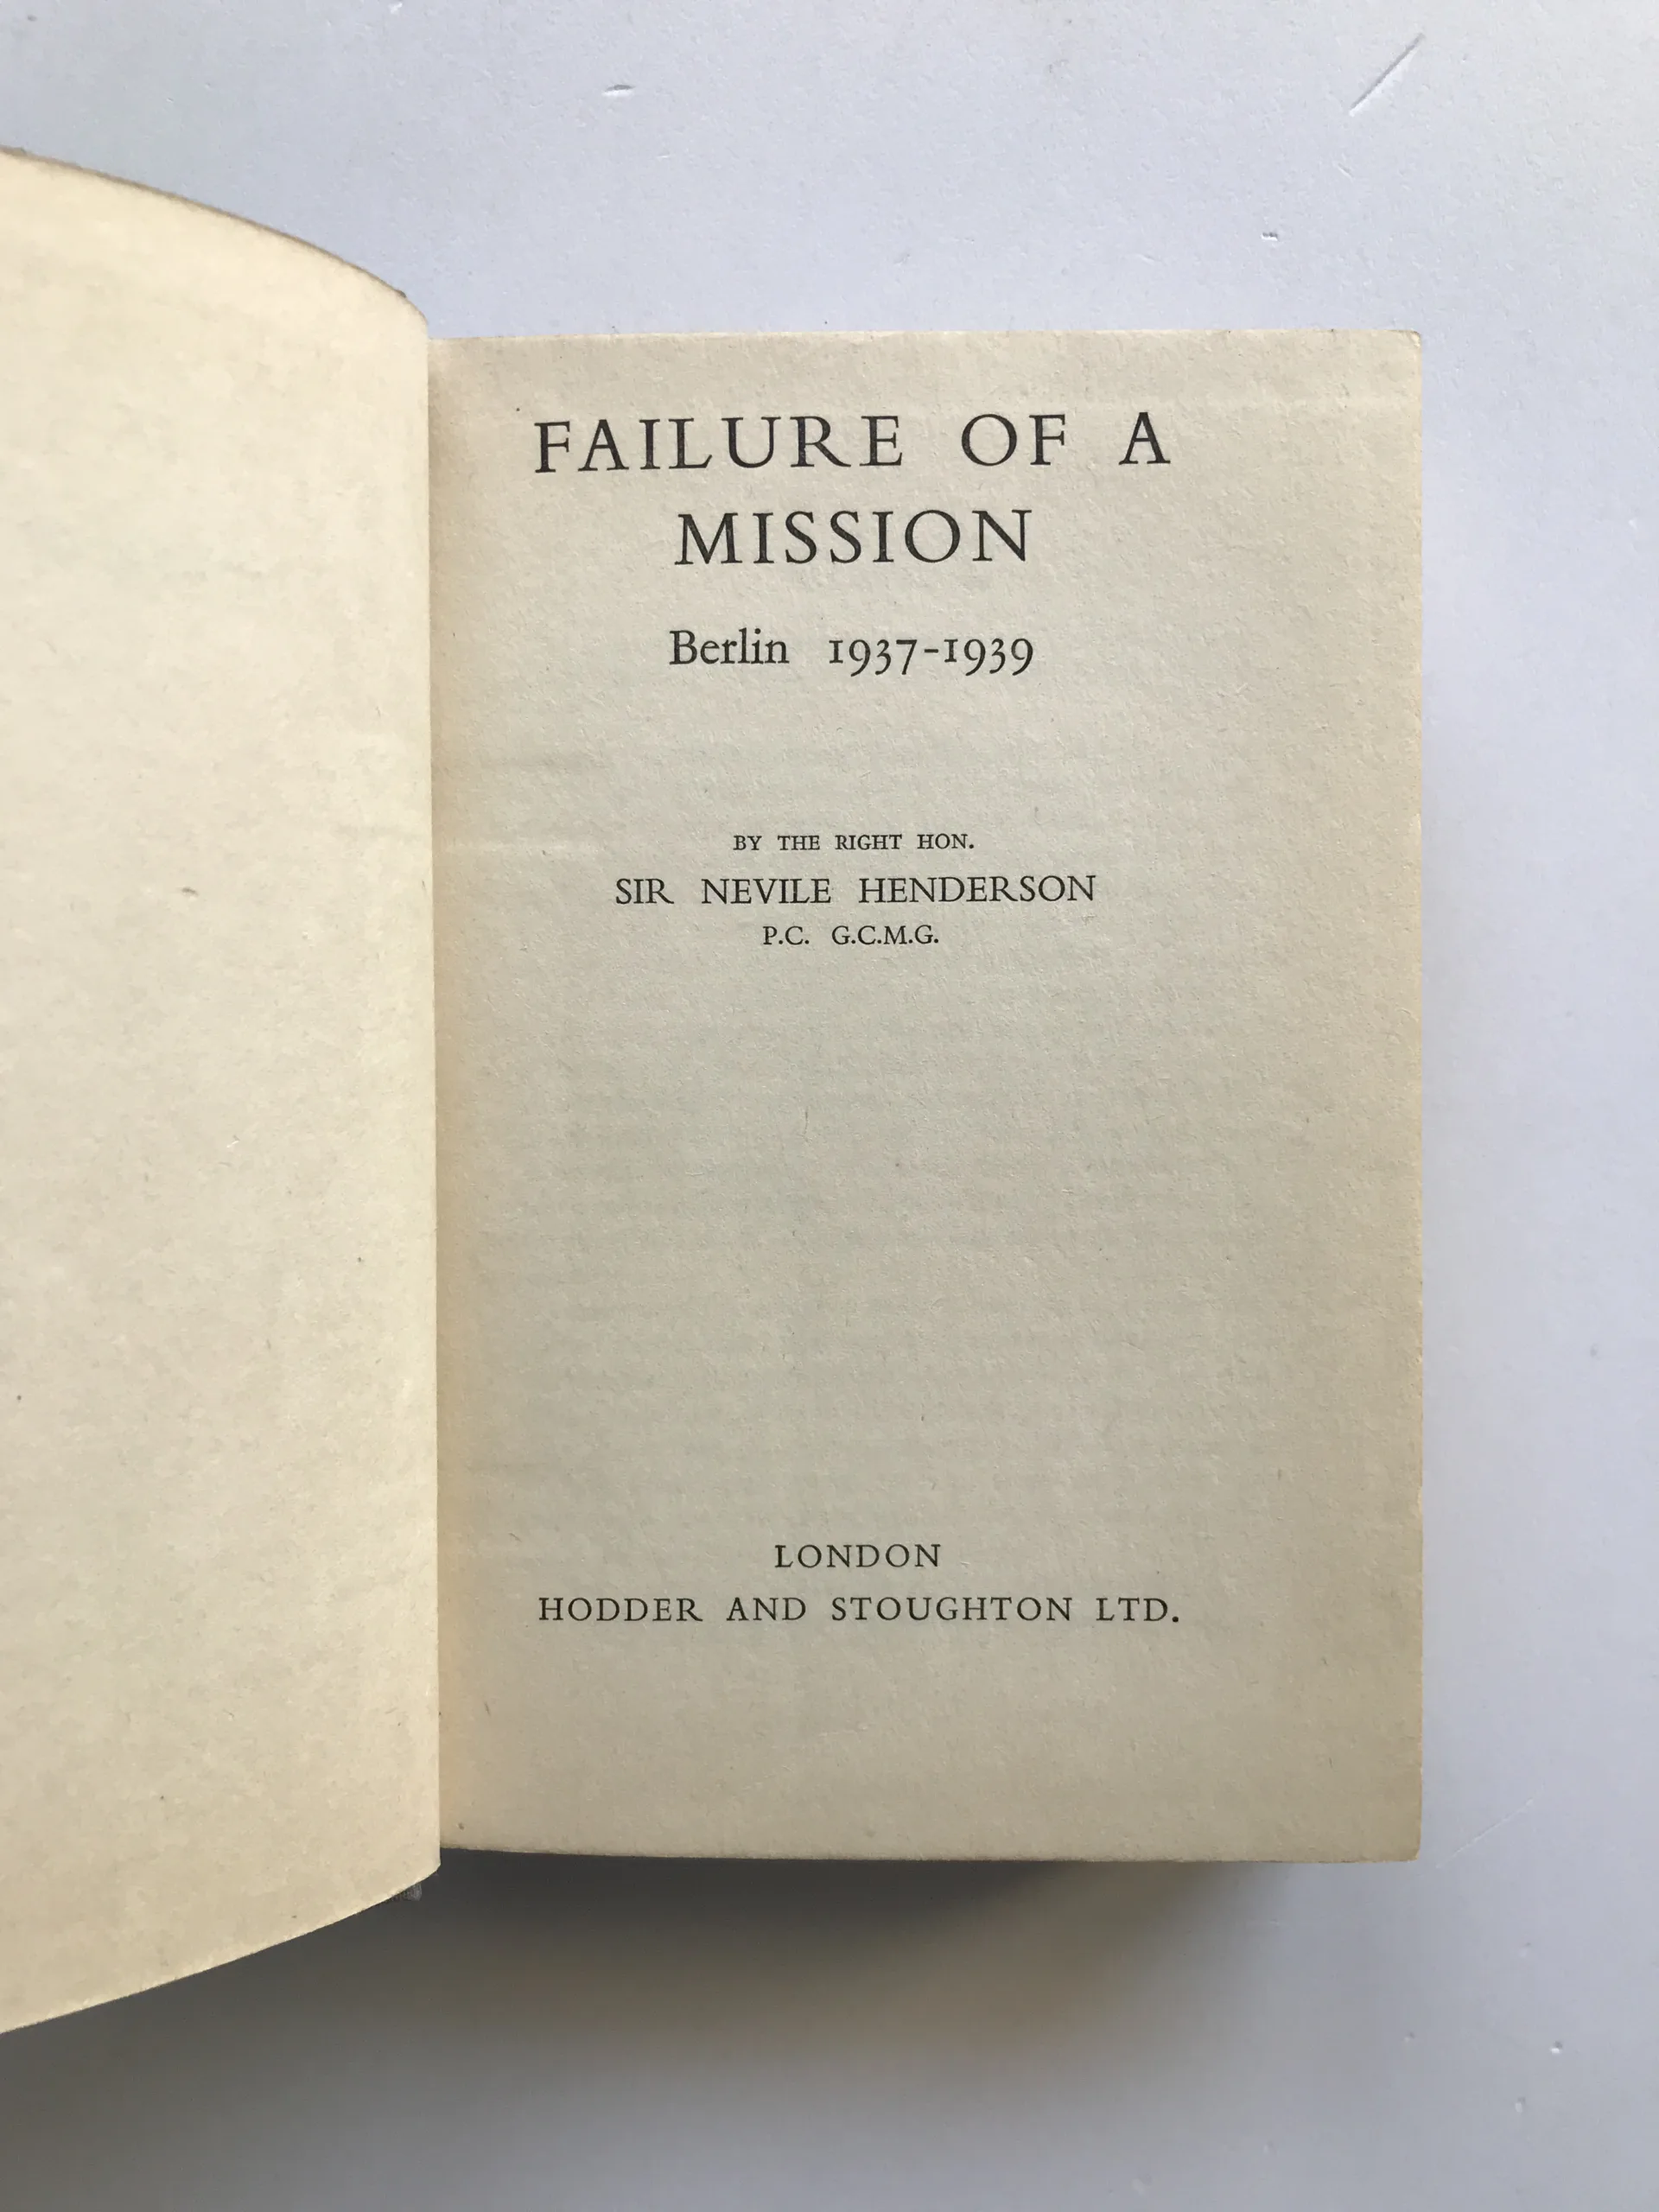 FAILURE OF A
MISSION
Berlin 1937-1939
BY THE RIGHT HON.
SIR NEVILE HENDERSON
P.C. G.C.M.G.
LONDON
HODDER AND STOUGHTON LTD.